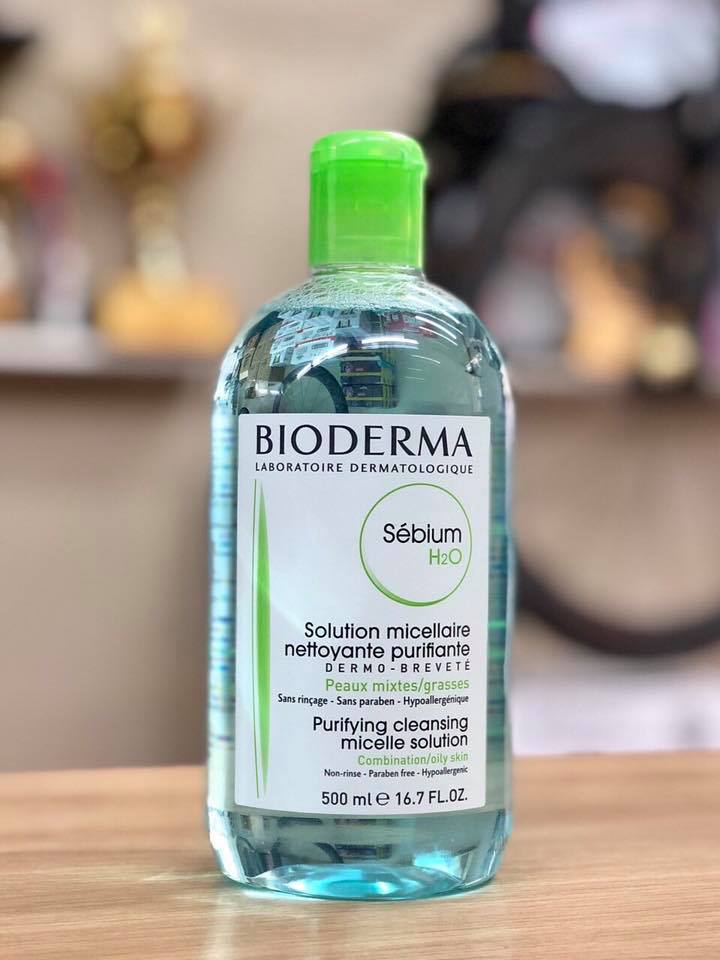 BIODERMA
LABORATOIRE DERMATOLOGIQUE
Sébium
H2O
Solution micellaire
nettoyante purifiante
DERMO-BREVETÉ
Peaux mixtes/grasses
Sans rinçage - Sans paraben - Hypoallergénique
Purifying cleansing
micelle solution
Combination/oily skin
Non-rinse - Paraben free - Hypoallergenic
500 ml e 16.7 FL.OZ.